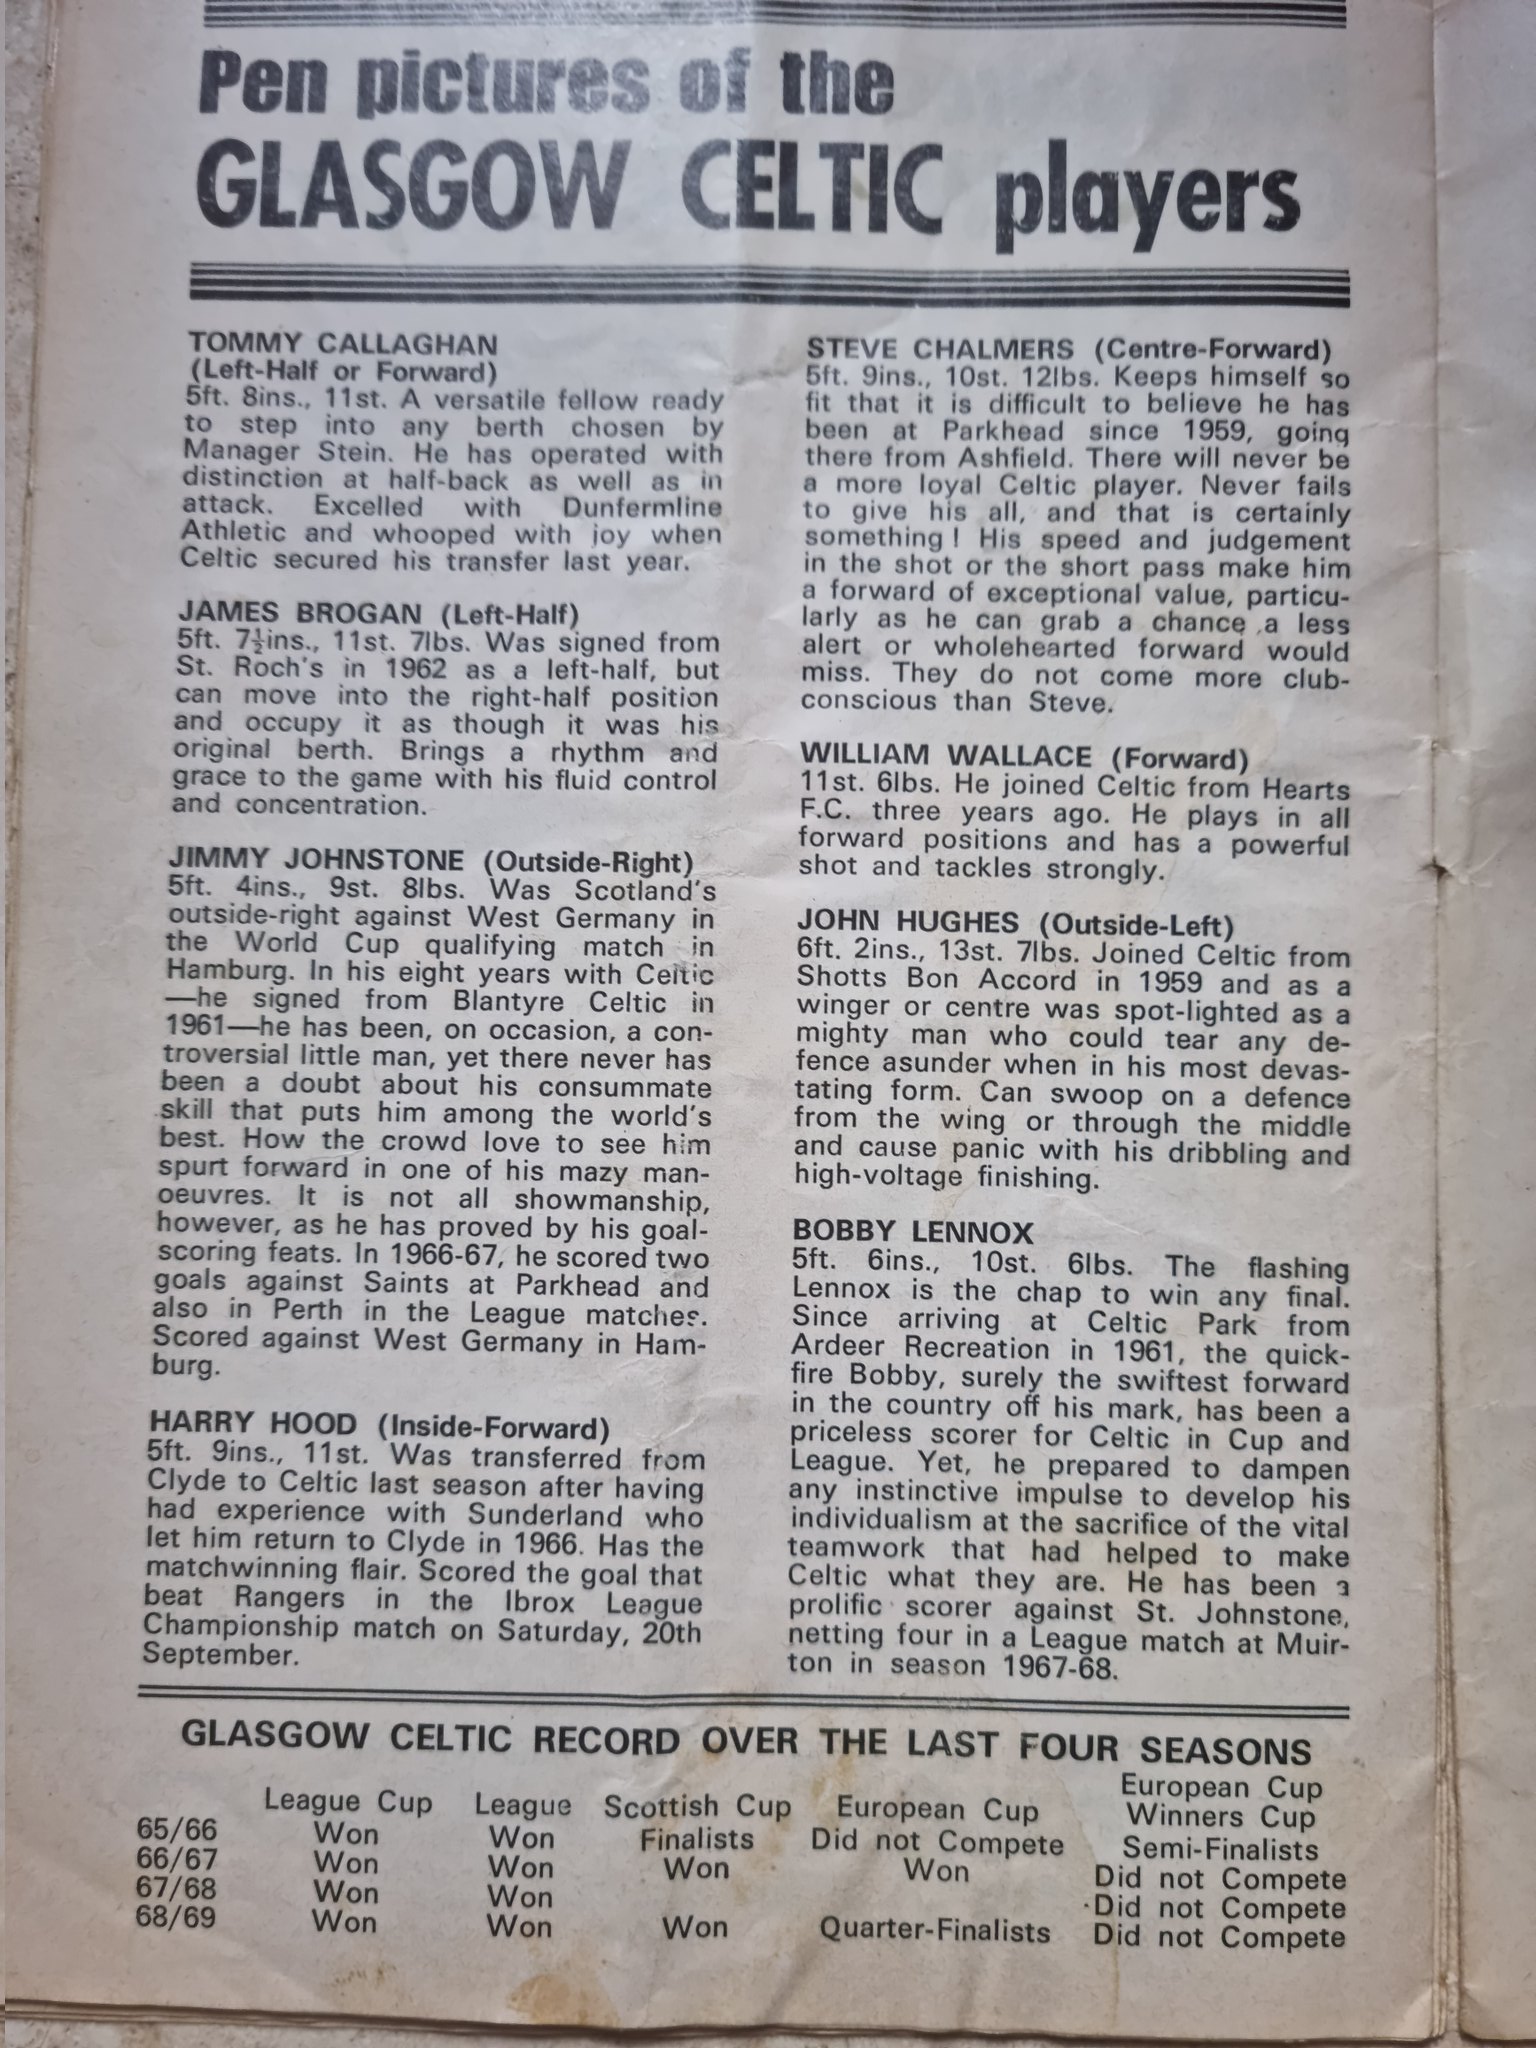 Pen pictures of the
GLASGOW CELTIC players
TOMMY CALLAGHAN
(Left-Half or Forward)
5ft. 8ins., 11st. A versatile fellow ready
to step into any berth chosen by
Manager Stein. He has operated with
distinction at half-back as well as in
attack. Excelled with Dunfermline
Athletic and whooped with joy when
Celtic secured his transfer last year.
JAMES BROGAN (Left-Half)
5ft. 7½ins., 11st. 7lbs. Was signed from
St. Roch's in 1962 as a left-half, but
can move into the right-half position
and occupy it as though it was his
original berth. Brings a rhythm and
grace to the game with his fluid control
and concentration.
JIMMY JOHNSTONE (Outside-Right)
5ft. 4ins., 9st. 8lbs. Was Scotland's
outside-right against West Germany in
the World Cup qualifying match in
Hamburg. In his eight years with Celtic
—he signed from Blantyre Celtic in
1961—he has been, on occasion, a con-
troversial little man, yet there never has
been a doubt about his consummate
skill that puts him among the world's
best. How the crowd love to see him
spurt forward in one of his mazy man-
oeuvres. It is not all showmanship,
however, as he has proved by his goal-
scoring feats. In 1966-67, he scored two
goals against Saints at Parkhead and
also in Perth in the League matches.
Scored against West Germany in Ham-
burg.
HARRY HOOD (Inside-Forward)
5ft. 9ins., 11st. Was transferred from
Clyde to Celtic last season after having
had experience with Sunderland who
let him return to Clyde in 1966. Has the
matchwinning flair. Scored the goal that
beat Rangers in the Ibrox League
Championship match on Saturday, 20th
September.
STEVE CHALMERS (Centre-Forward)
5ft. 9ins., 10st. 12lbs. Keeps himself so
fit that it is difficult to believe he has
been at Parkhead since 1959, going
there from Ashfield. There will never be
a more loyal Celtic player. Never fails
to give his all, and that is certainly
something! His speed and judgement
in the shot or the short pass make him
a forward of exceptional value, particu-
larly as he can grab a chance a less
alert or wholehearted forward would
miss. They do not come more club-
conscious than Steve.
WILLIAM WALLACE (Forward)
11st. 6lbs. He joined Celtic from Hearts
F.C. three years ago. He plays in all
forward positions and has a powerful
shot and tackles strongly.
JOHN HUGHES (Outside-Left)
6ft. 2ins., 13st. 7lbs. Joined Celtic from
Shotts Bon Accord in 1959 and as a
winger or centre was spot-lighted as a
mighty man who could tear any de-
fence asunder when in his most devas-
tating form. Can swoop on a defence
from the wing or through the middle
and cause panic with his dribbling and
high-voltage finishing.
BOBBY LENNOX
5ft. 6ins., 10st. 6lbs. The flashing
Lennox is the chap to win any final.
Since arriving at Celtic Park from
Ardeer Recreation in 1961, the quick-
fire Bobby, surely the swiftest forward
in the country off his mark, has been a
priceless scorer for Celtic in Cup and
League. Yet, he prepared to dampen
any instinctive impulse to develop his
individualism at the sacrifice of the vital
teamwork that had helped to make
Celtic what they are. He has been a
prolific scorer against St. Johnstone,
netting four in a League match at Muir-
ton in season 1967-68.
GLASGOW CELTIC RECORD OVER THE LAST FOUR SEASONS
League Cup League Scottish Cup European Cup European Cup Winners Cup
65/66 Won Won Finalists Did not Compete Semi-Finalists
66/67 Won Won Won Won Did not Compete
67/68 Won Won Did not Compete
68/69 Won Won Won Quarter-Finalists Did not Compete